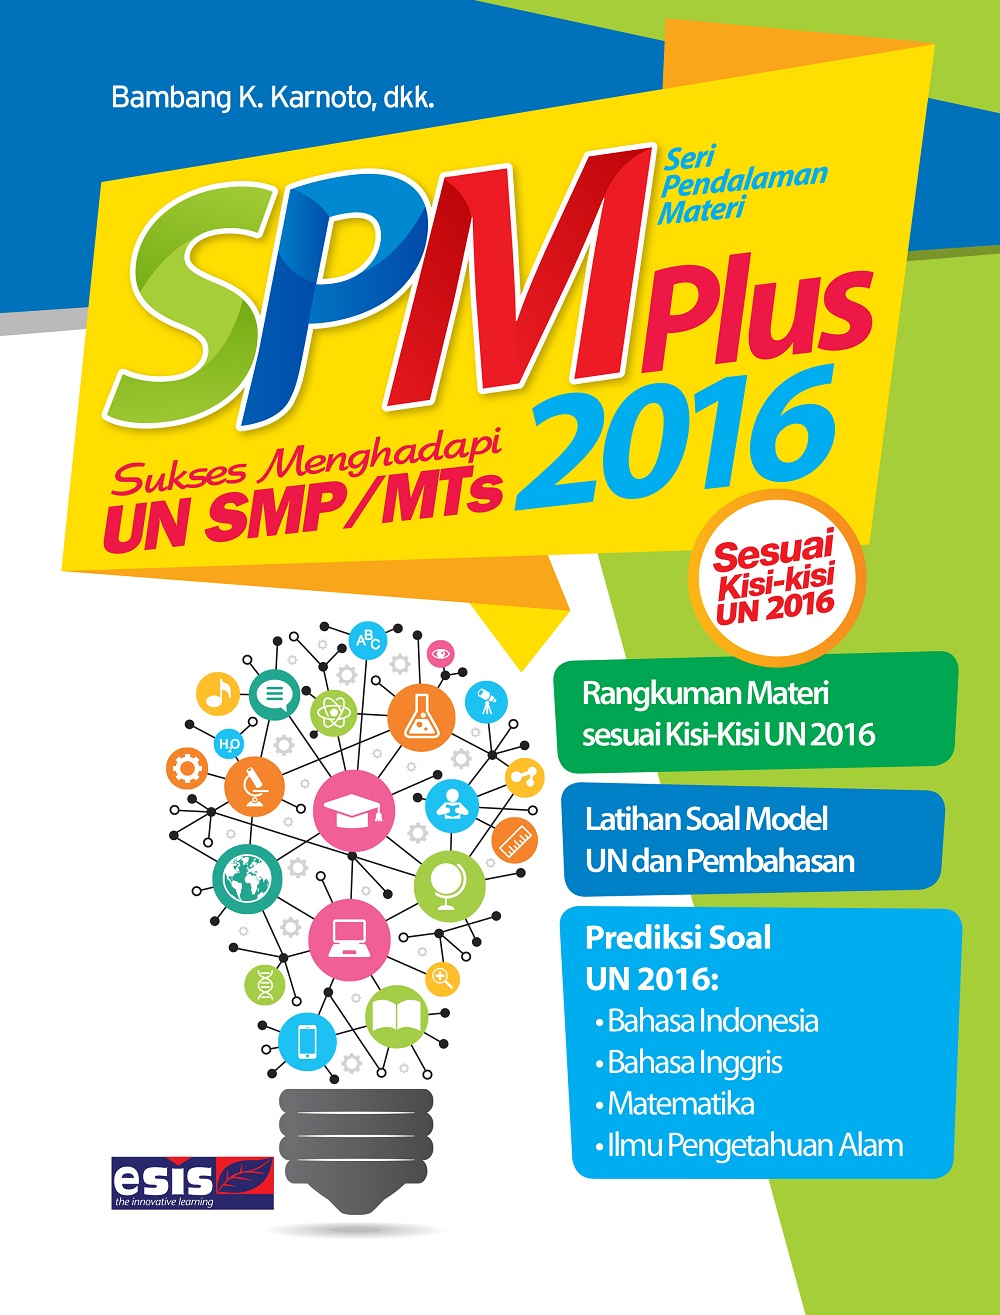 Bambang K. Karnoto, dkk.
SPM
Seri
Pendalaman
Materi
Plus
2016
Sukses Menghadapi
UN SMP/MTs
Sesuai
Kisi-kisi
UN 2016
Rangkuman Materi
sesuai Kisi-Kisi UN 2016
Latihan Soal Model
UN dan Pembahasan
Prediksi Soal
UN 2016:
• Bahasa Indonesia
• Bahasa Inggris
• Matematika
• Ilmu Pengetahuan Alam
ABC
H₂O
esis
the innovative learning